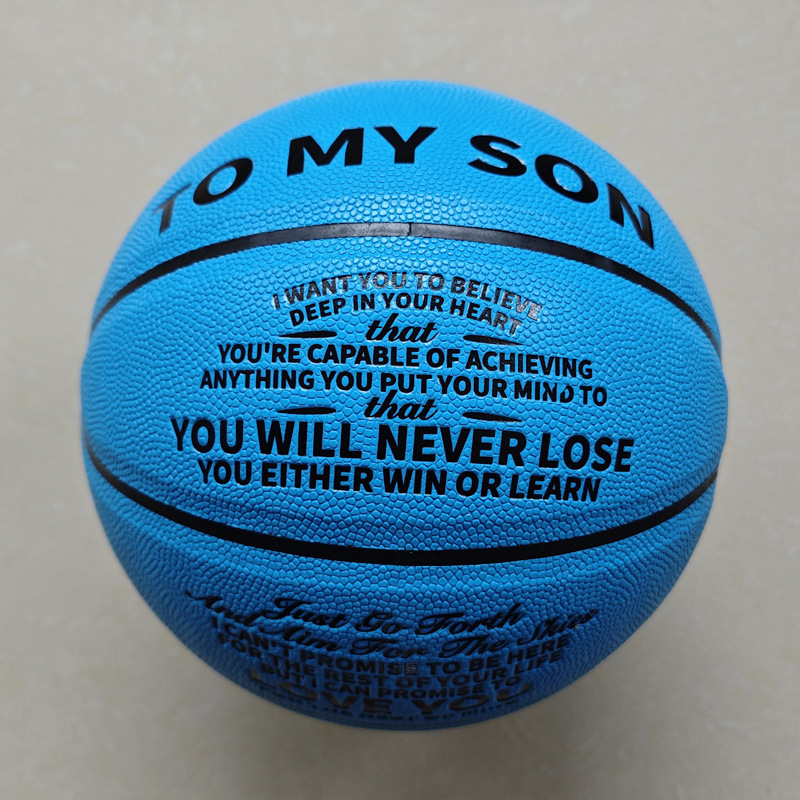 TO MY SON
I WANT YOU TO BELIEVE
DEEP IN YOUR HEART
that
YOU'RE CAPABLE OF ACHIEVING
ANYTHING YOU PUT YOUR MIND TO
that
YOU WILL NEVER LOSE
YOU EITHER WIN OR LEARN
Just Go Forth
And Aim For The Skies
I CAN'T PROMISE TO BE HERE
FOR THE REST OF YOUR LIFE
BUT I CAN PROMISE TO
LOVE YOU